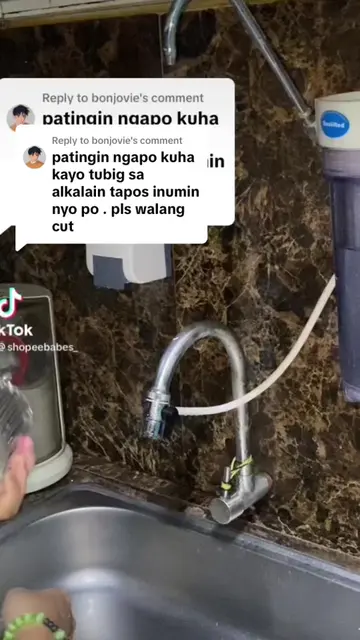 Reply to bonjovie's comment
patingin ngapo kuha
Reply to bonjovie's comment
patingin ngapo kuha
kayo tubig sa
alkalain tapos inumin
nyo po . pls walang
cut
kTok
@shopeebabes_